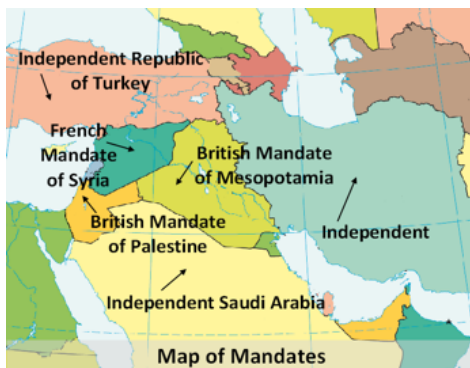 Independent Republic
of Turkey
French
Mandate
of Syria
British Mandate
of Mesopotamia
British Mandate
of Palestine
Independent
Independent Saudi Arabia
Map of Mandates